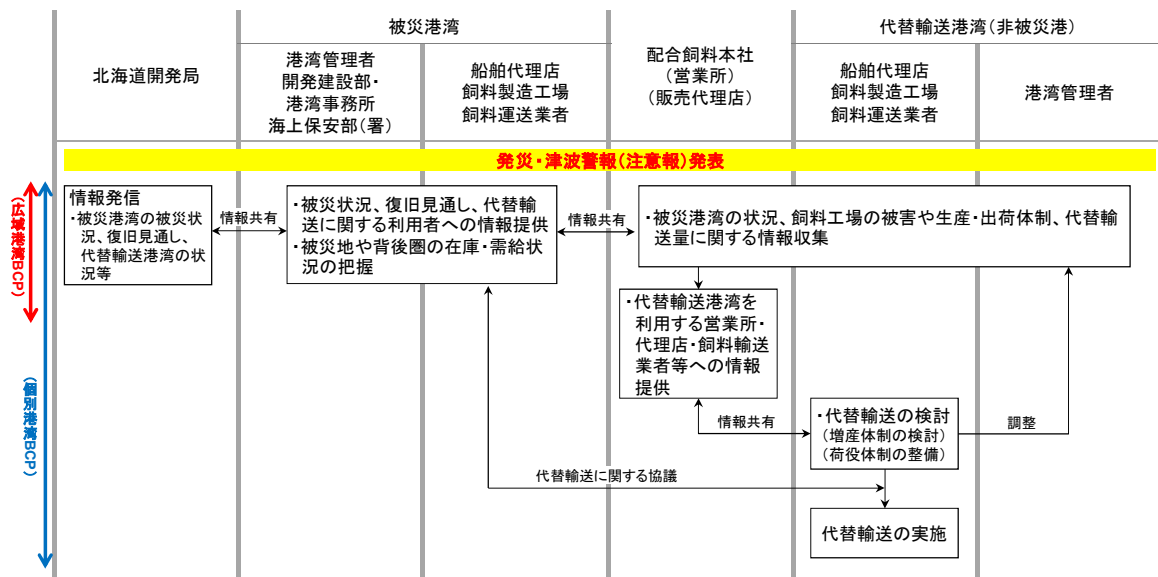 被災港湾
代替輸送港湾(非被災港)
北海道開発局
港湾管理者
開発建設部・
港湾事務所
海上保安部(署)
船舶代理店
飼料製造工場
飼料運送業者
配合飼料本社
(営業所)
(販売代理店)
船舶代理店
飼料製造工場
飼料運送業者
港湾管理者
発災・津波警報(注意報)発表
(広域港湾BCP)
(個別港湾BCP)
情報発信
・被災港湾の被災状
況、復旧見通し、
代替輸送港湾の状
況等
情報共有
・被災状況、復旧見通し、代替輸
送に関する利用者への情報提供
・被災地や背後圏の在庫・需給状
況の把握
情報共有
・被災港湾の状況、飼料工場の被害や生産・出荷体制、代替輸
送量に関する情報収集
・代替輸送港湾を
利用する営業所・
代理店・飼料輸送
業者等への情報
提供
情報共有
・代替輸送の検討
(増産体制の検討)
(荷役体制の整備)
調整
代替輸送に関する協議
代替輸送の実施